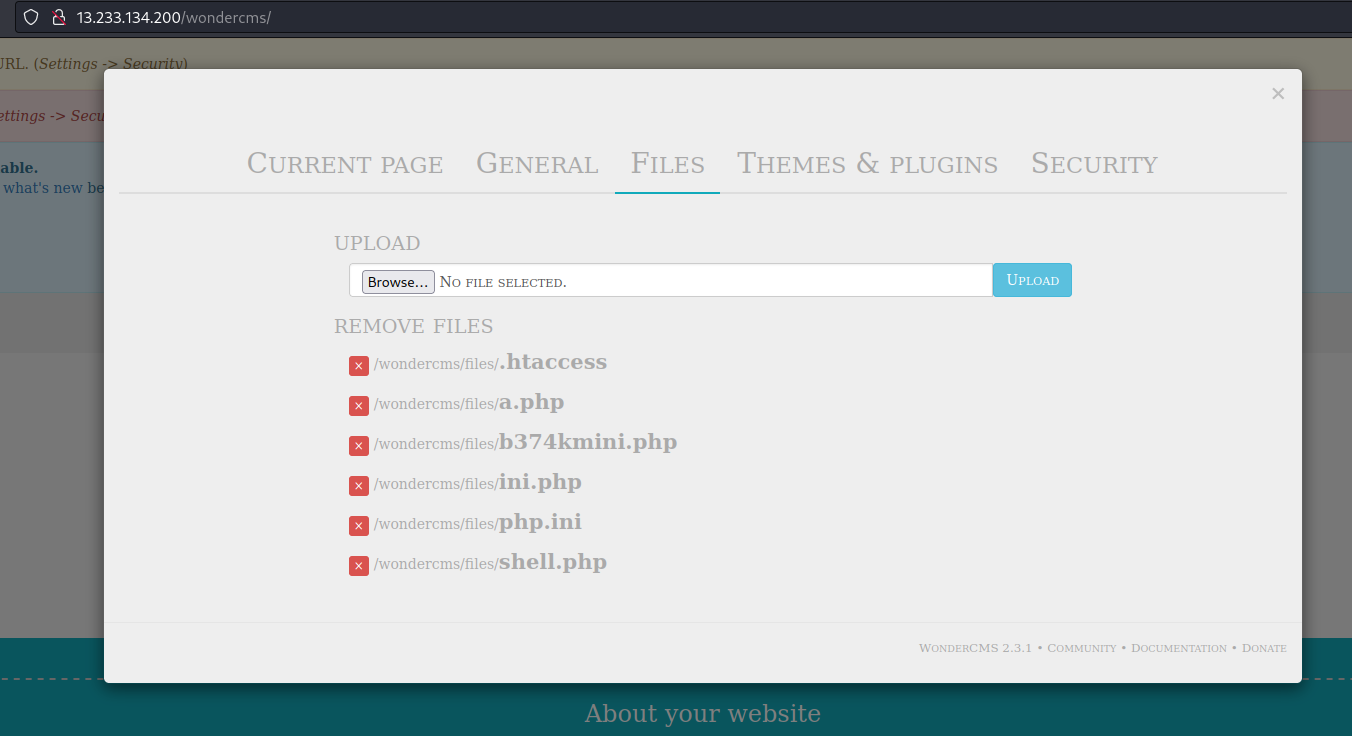 13.233.134.200/wondercms/
URL. (Settings -> Security)
ettings -> Secu
able.
what's new be
×
Current page General Files Themes & plugins Security
UPLOAD
Browse... No file selected. Upload
REMOVE FILES
× /wondercms/files/.htaccess
× /wondercms/files/a.php
× /wondercms/files/b374kmini.php
× /wondercms/files/ini.php
× /wondercms/files/php.ini
× /wondercms/files/shell.php
WonderCMS 2.3.1 • Community • Documentation • Donate
About your website